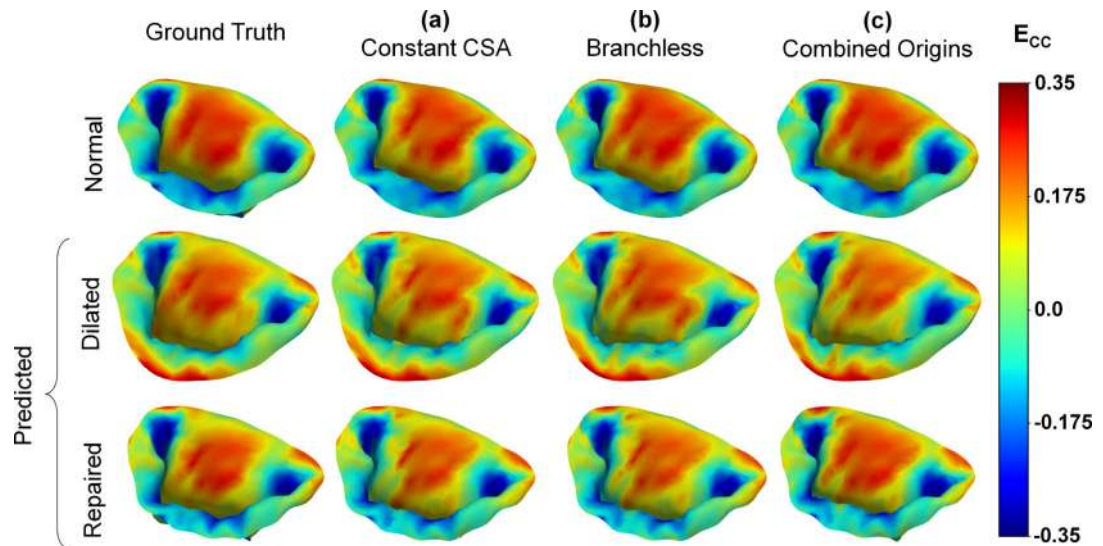 Ground Truth
(a)
Constant CSA
(b)
Branchless
(c)
Combined Origins
E_CC
Normal
Predicted
Dilated
Repaired
0.35
0.175
0.0
-0.175
-0.35